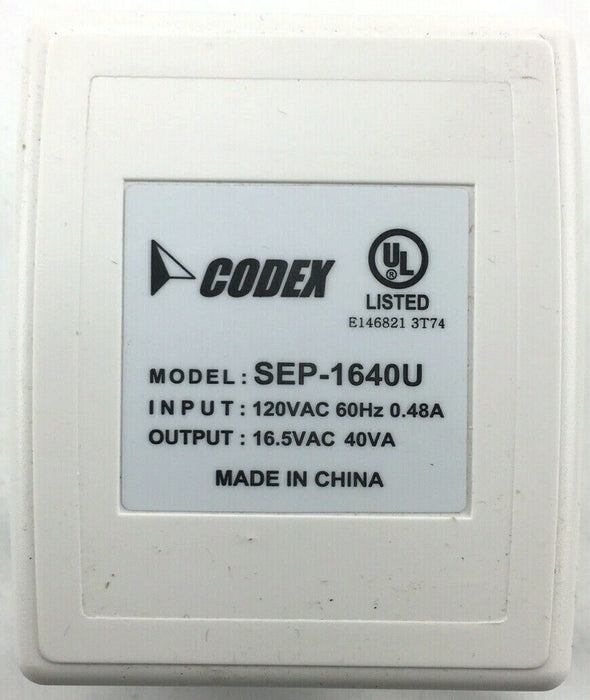 CODEX
UL
®
LISTED
E146821 3T74
MODEL : SEP-1640U
INPUT : 120VAC 60Hz 0.48A
OUTPUT : 16.5VAC 40VA
MADE IN CHINA